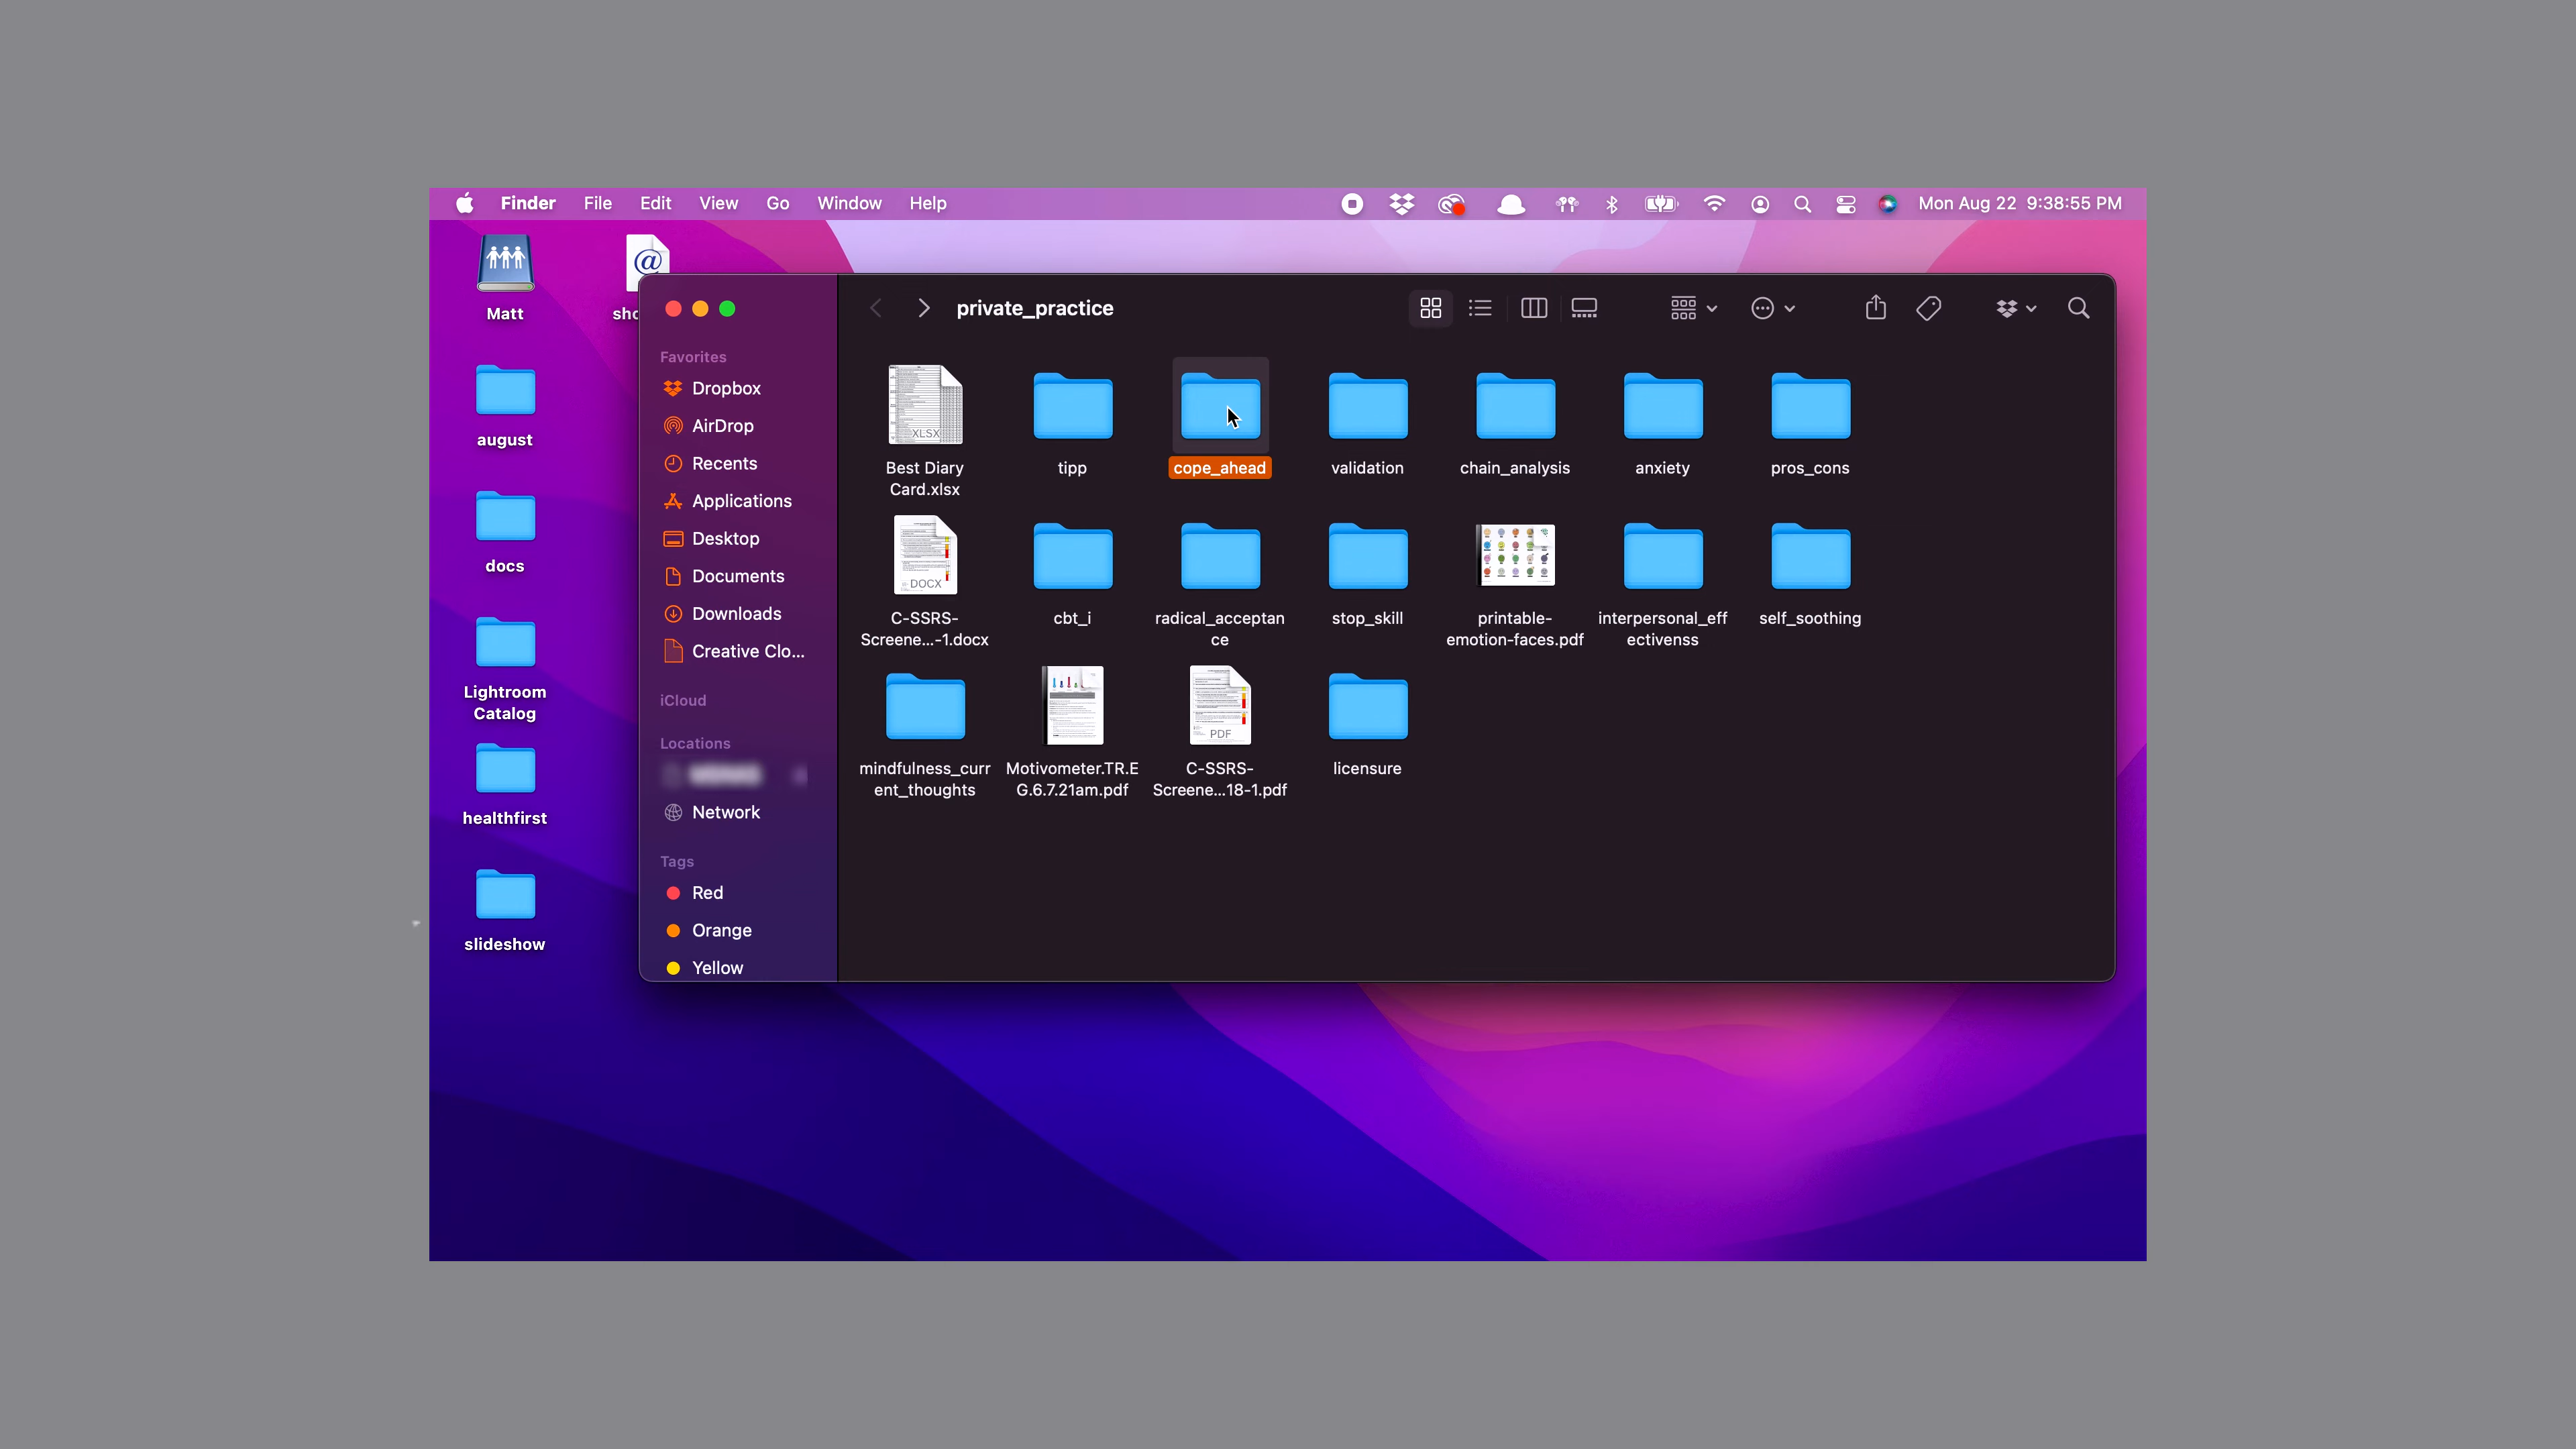 Finder File Edit View Go Window Help Mon Aug 22 9:38:55 PM
Matt
sho
august
docs
Lightroom
Catalog
healthfirst
slideshow
private_practice
Favorites
Dropbox
AirDrop
Recents
Applications
Desktop
Documents
Downloads
Creative Clo...
iCloud
Locations
Network
Tags
Red
Orange
Yellow
XLSX
Best Diary
Card.xlsx
tipp
cope_ahead
validation
chain_analysis
anxiety
pros_cons
DOCX
C-SSRS-
Screene...-1.docx
cbt_i
radical_acceptan
ce
stop_skill
printable-
emotion-faces.pdf
interpersonal_eff
ectivenss
self_soothing
mindfulness_curr
ent_thoughts
Motivometer.TR.E
G.6.7.21am.pdf
PDF
C-SSRS-
Screene...18-1.pdf
licensure